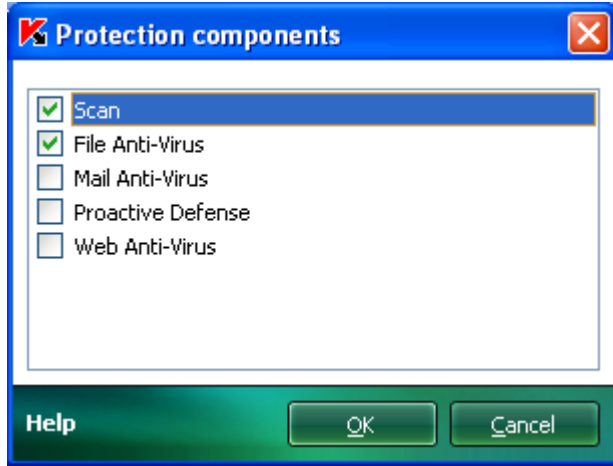 Protection components
Scan
File Anti-Virus
Mail Anti-Virus
Proactive Defense
Web Anti-Virus
Help
OK
Cancel